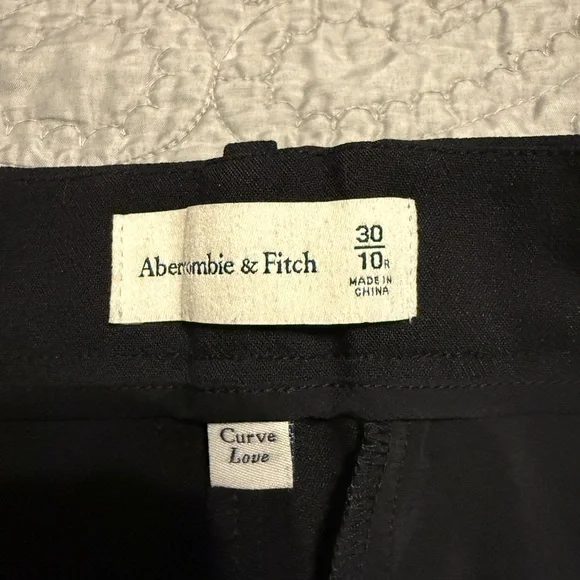 Abercrombie & Fitch
30
10R
MADE IN
CHINA
Curve
Love